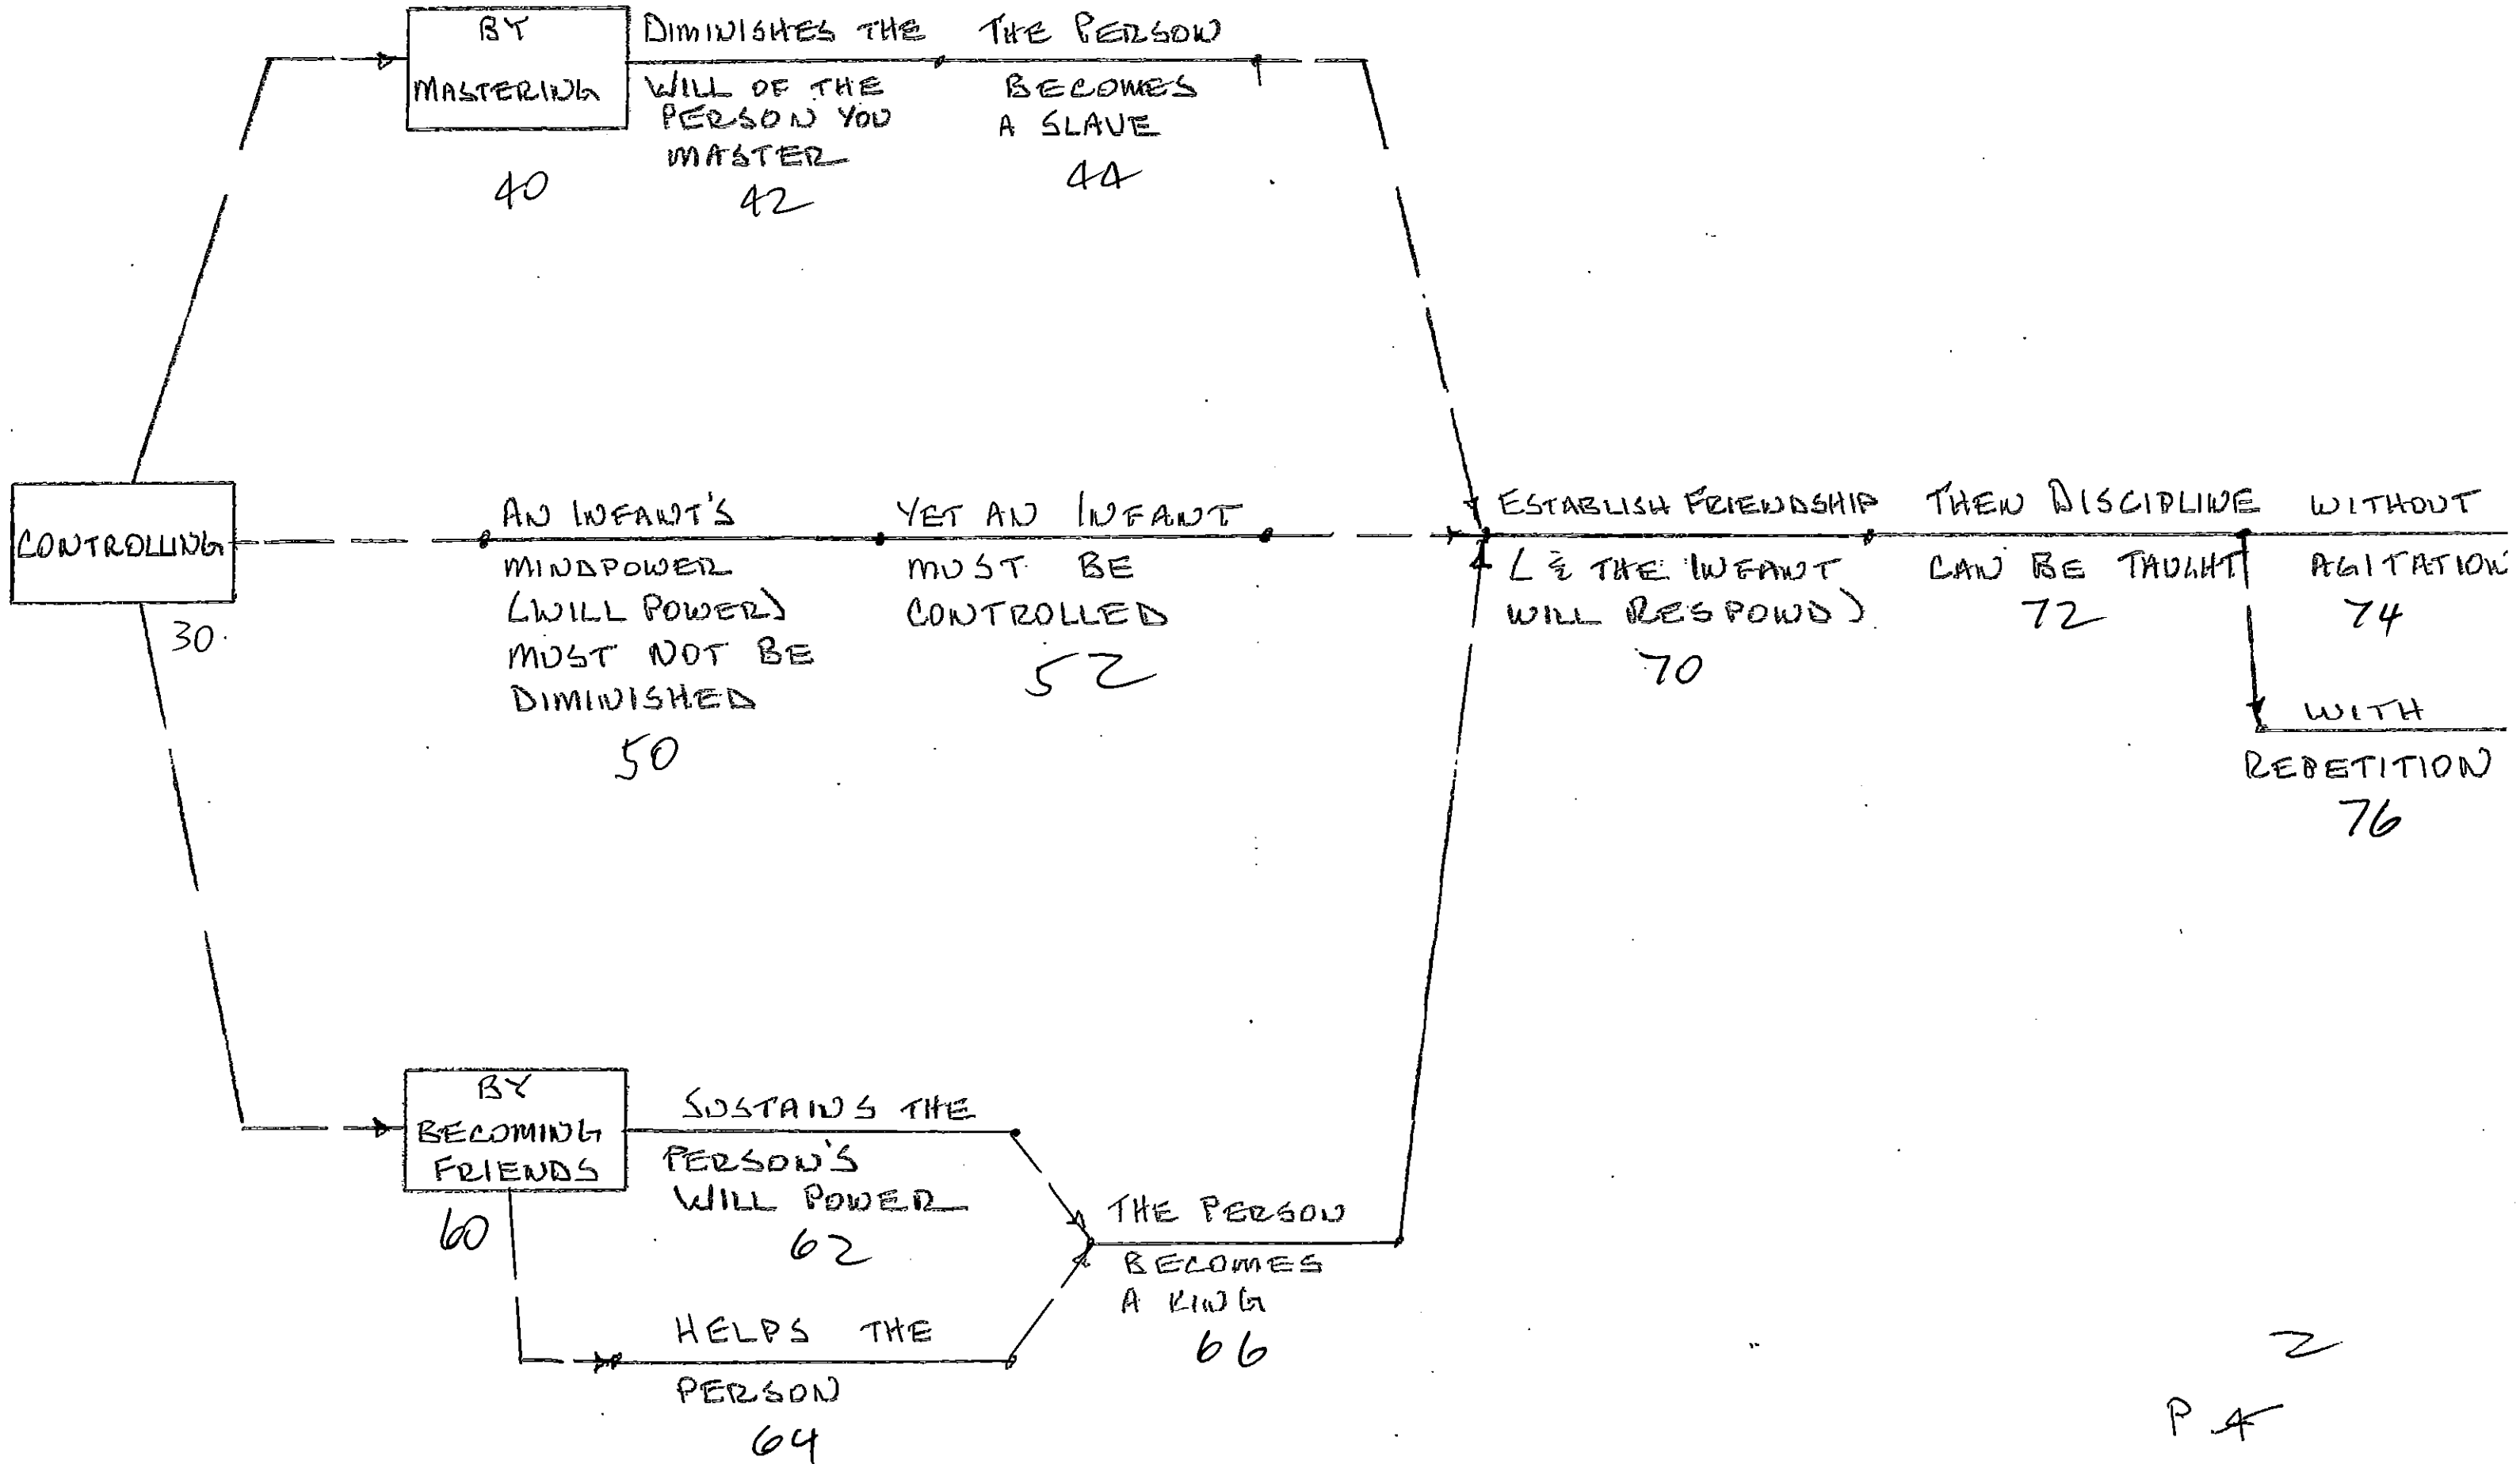 BY
MASTERING
40
DIMINISHES THE
WILL OF THE
PERSON YOU
MASTER
42
THE PERSON
BECOMES
A SLAVE
44
CONTROLLING
30.
AN INFANT'S
MINDPOWER
(WILL POWER)
MUST NOT BE
DIMINISHED
50
YET AN INFANT
MUST BE
CONTROLLED
52
ESTABLISH FRIENDSHIP
( & THE INFANT
WILL RESPOND)
70
THEN DISCIPLINE
CAN BE TAUGHT
72
WITHOUT
AGITATION
74
WITH
REPETITION
76
BY
BECOMING
FRIENDS
60
SUSTAINS THE
PERSON'S
WILL POWER
62
HELPS THE
PERSON
64
THE PERSON
BECOMES
A KING
66
2
P 4